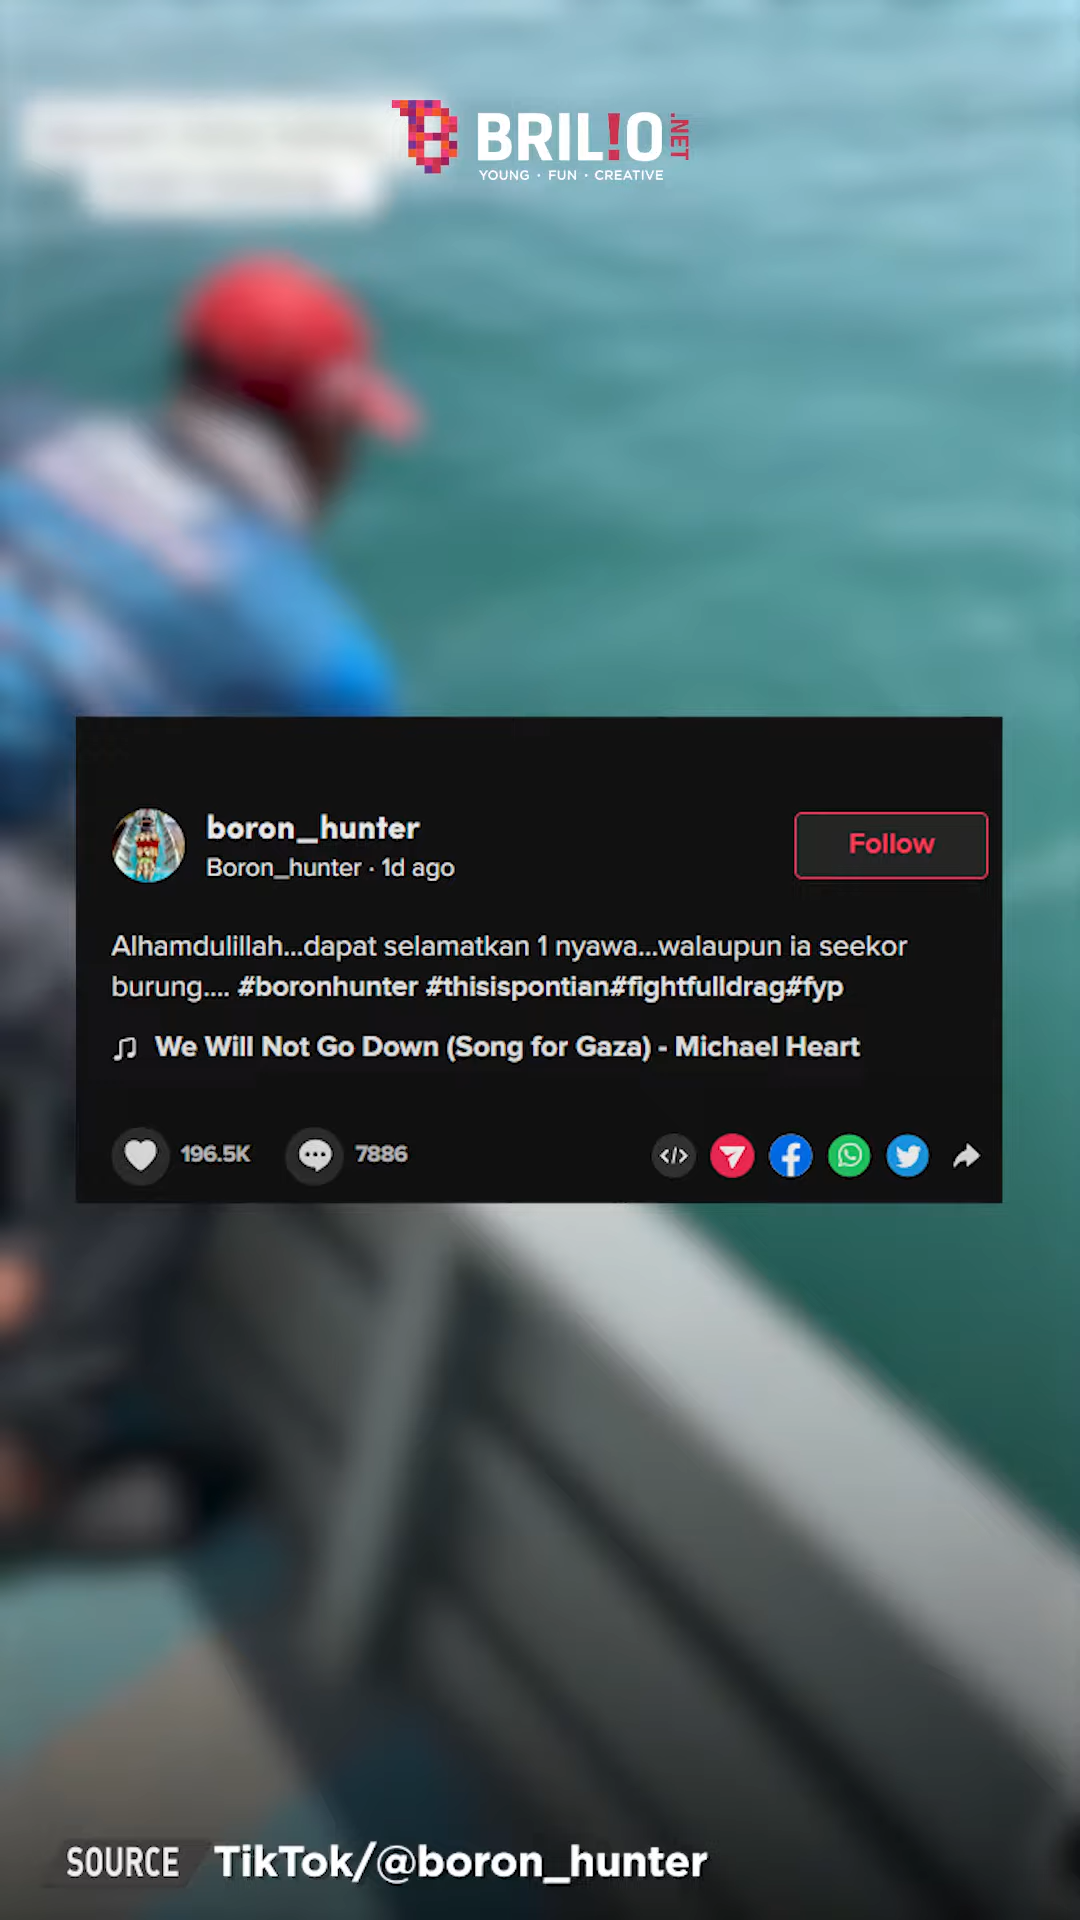 BRIL!O.NET
YOUNG · FUN · CREATIVE
boron_hunter
Boron_hunter · 1d ago
Follow
Alhamdulillah...dapat selamatkan 1 nyawa...walaupun ia seekor
burung.... #boronhunter #thisispontian#fightfulldrag#fyp
We Will Not Go Down (Song for Gaza) - Michael Heart
196.5K
7886
SOURCE TikTok/@boron_hunter